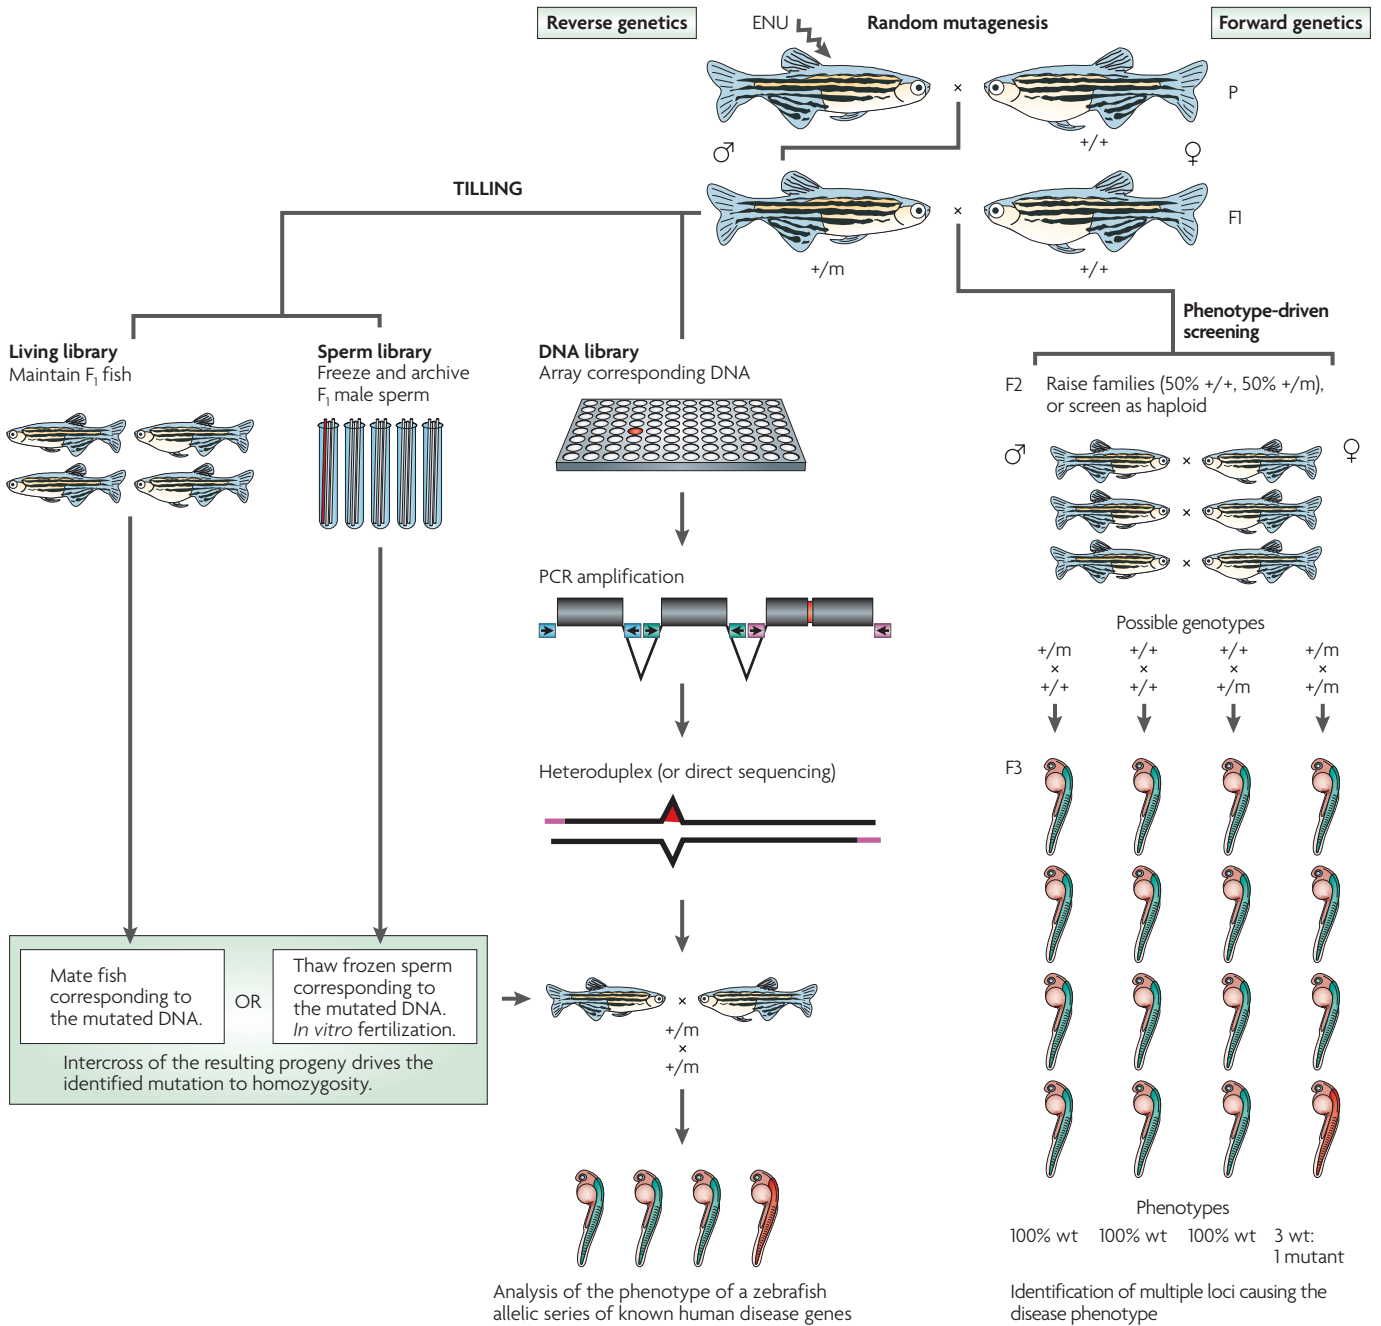 Reverse genetics
ENU
Random mutagenesis
Forward genetics
×
P
♂
+/+
♀
TILLING
×
F1
+/m
+/+
Phenotype-driven
screening
Living library
Maintain F₁ fish
Sperm library
Freeze and archive
F₁ male sperm
DNA library
Array corresponding DNA
F2
Raise families (50% +/+, 50% +/m),
or screen as haploid
♂
♀
×
×
×
PCR amplification
Possible genotypes
+/m
×
+/+
+/+
×
+/+
+/+
×
+/m
+/m
×
+/m
Heteroduplex (or direct sequencing)
F3
Mate fish
corresponding to
the mutated DNA.
OR
Thaw frozen sperm
corresponding to
the mutated DNA.
In vitro fertilization.
Intercross of the resulting progeny drives the
identified mutation to homozygosity.
×
+/m
×
+/m
Phenotypes
100% wt
100% wt
100% wt
3 wt:
1 mutant
Analysis of the phenotype of a zebrafish
allelic series of known human disease genes
Identification of multiple loci causing the
disease phenotype